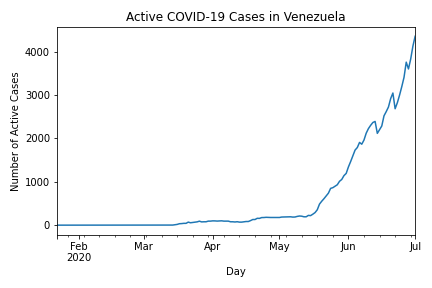 Active COVID-19 Cases in Venezuela
Number of Active Cases
4000
3000
2000
1000
0
Feb Mar Apr May Jun Jul
2020
Day